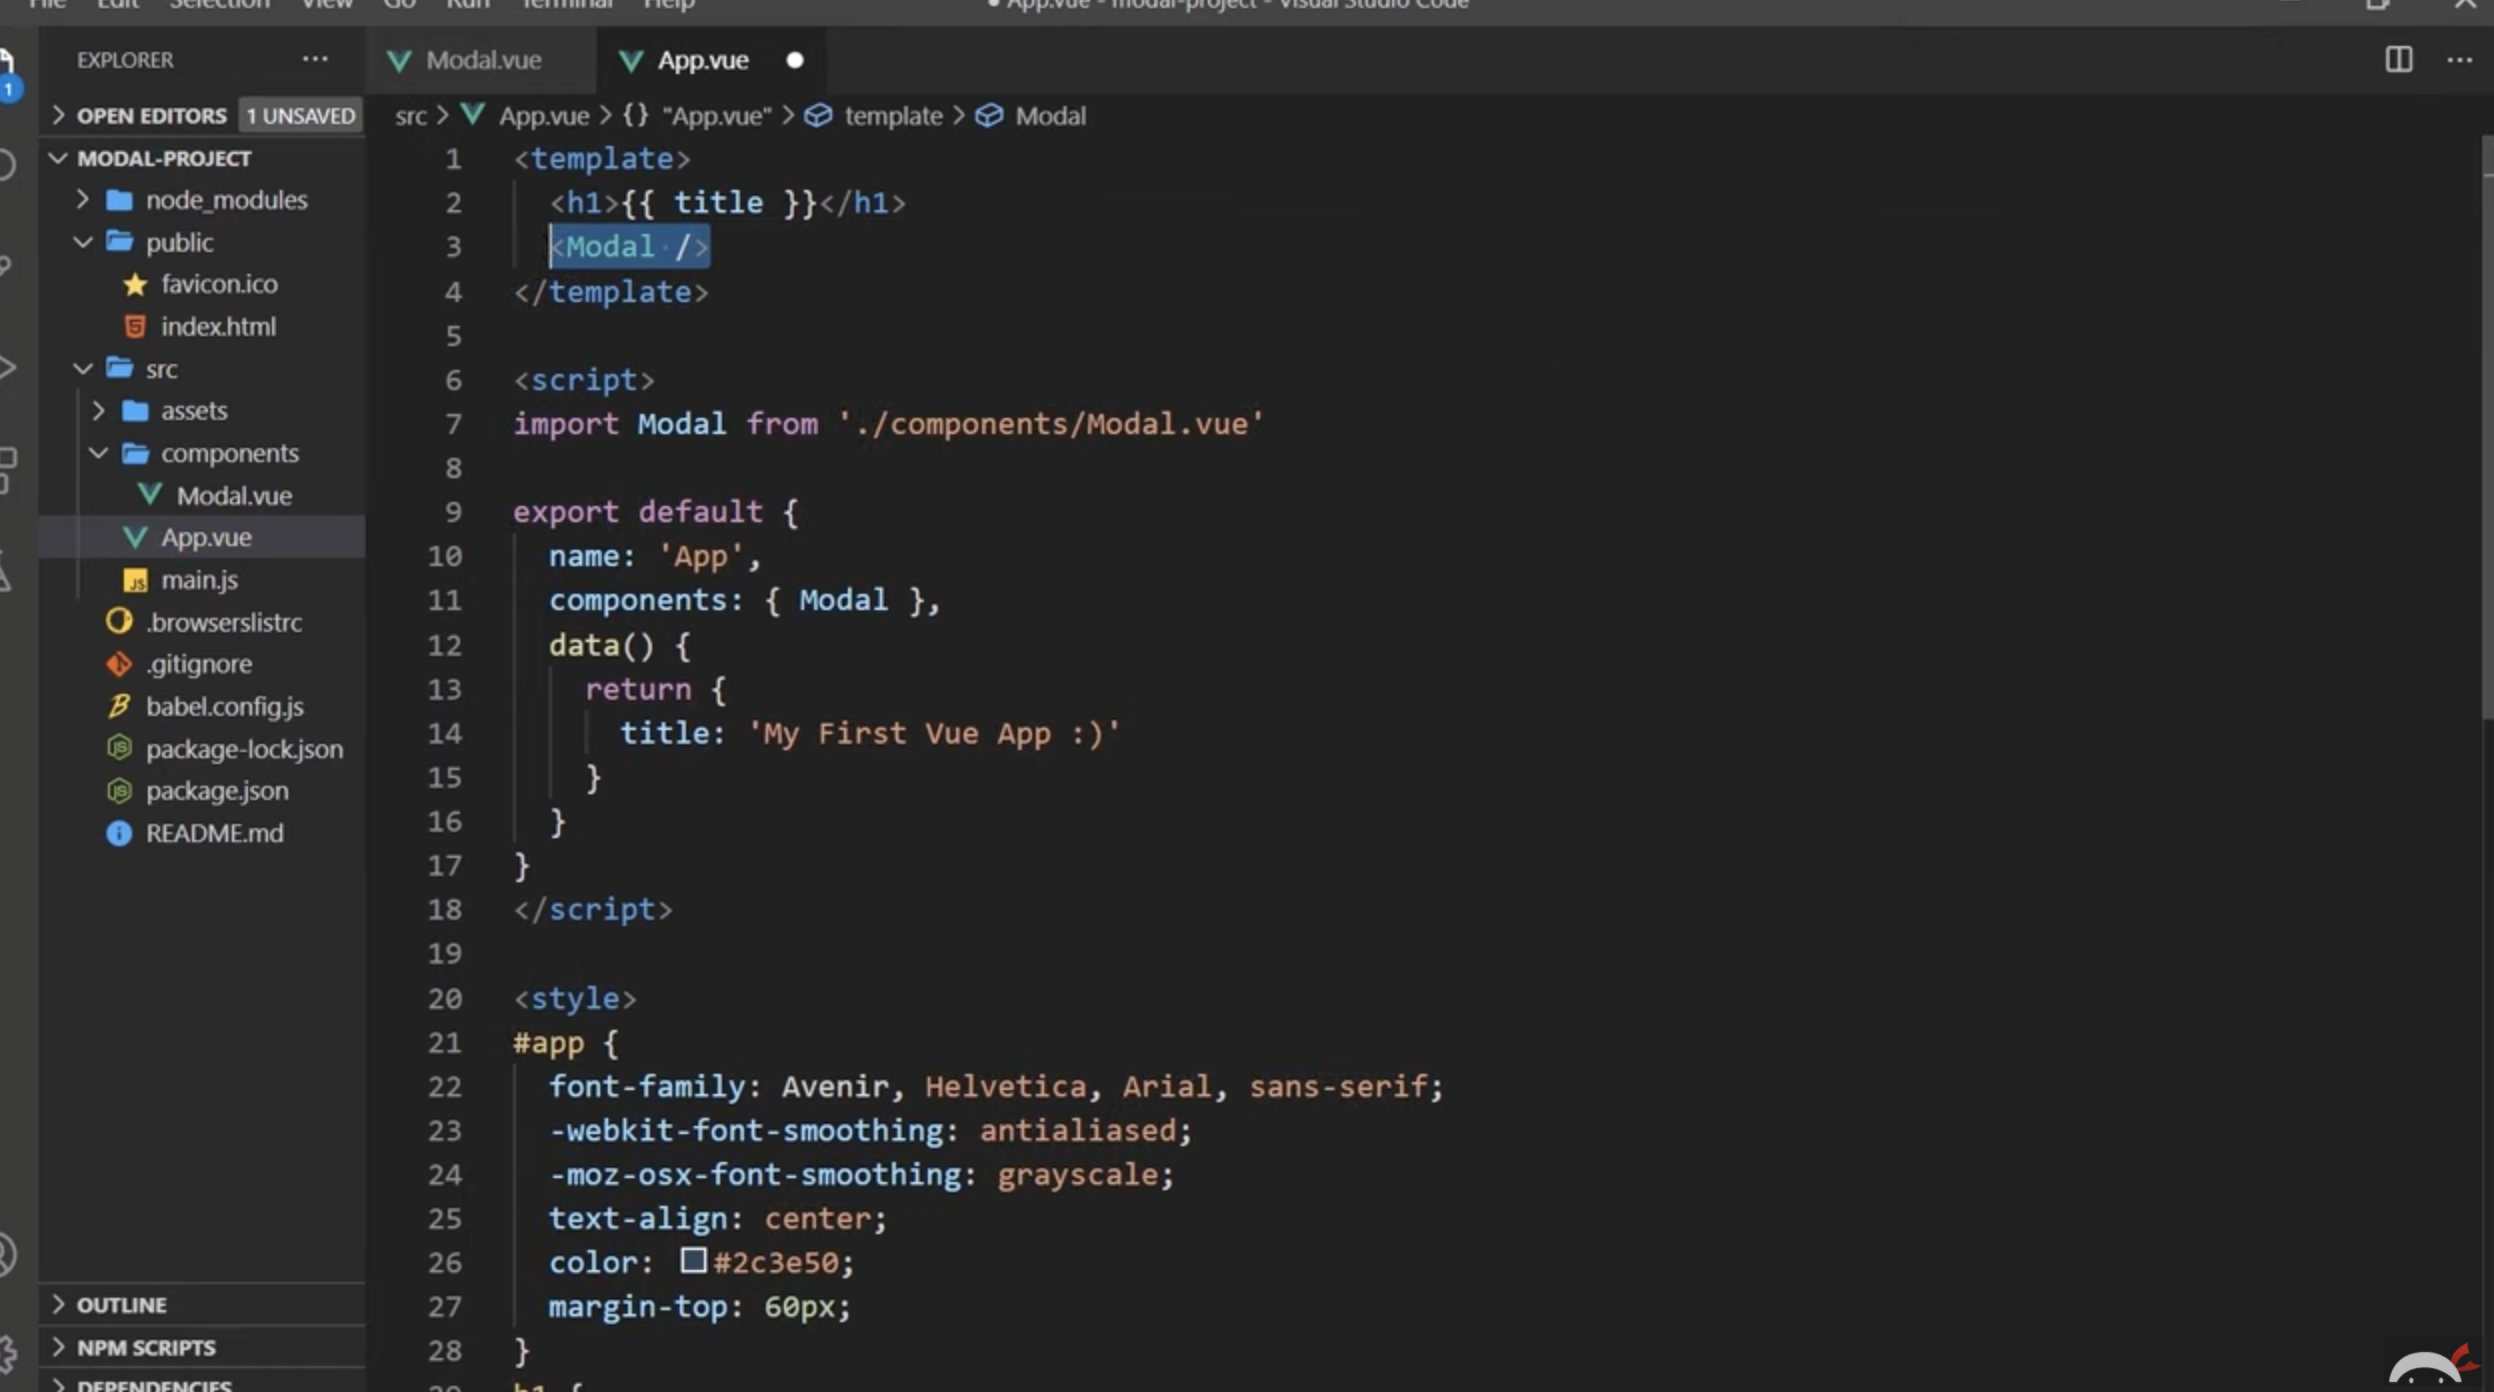 File Edit Selection View Go Run Terminal Help
● App.vue - modal-project - Visual Studio Code
1
EXPLORER ···
OPEN EDITORS 1 UNSAVED
MODAL-PROJECT
node_modules
public
favicon.ico
index.html
src
assets
components
Modal.vue
App.vue
JS main.js
.browserslistrc
.gitignore
babel.config.js
package-lock.json
package.json
README.md
OUTLINE
NPM SCRIPTS
DEPENDENCIES
Modal.vue App.vue ●
src > App.vue > {} "App.vue" > template > Modal
1 <template>
2 <h1>{{ title }}</h1>
3 <Modal />
4 </template>
5
6 <script>
7 import Modal from './components/Modal.vue'
8
9 export default {
10 name: 'App',
11 components: { Modal },
12 data() {
13 return {
14 title: 'My First Vue App :)'
15 }
16 }
17 }
18 </script>
19
20 <style>
21 #app {
22 font-family: Avenir, Helvetica, Arial, sans-serif;
23 -webkit-font-smoothing: antialiased;
24 -moz-osx-font-smoothing: grayscale;
25 text-align: center;
26 color: #2c3e50;
27 margin-top: 60px;
28 }
29 h1 {